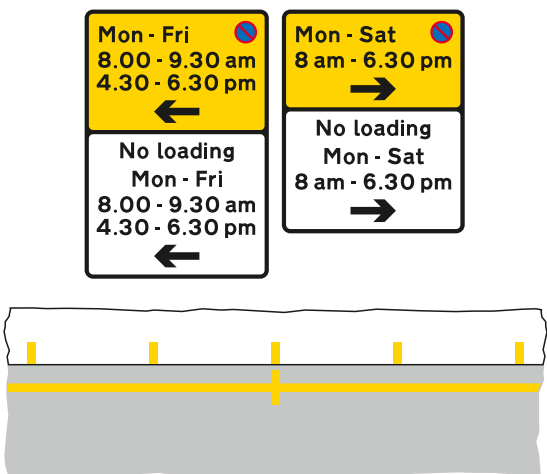 Mon - Fri
8.00 - 9.30 am
4.30 - 6.30 pm
No loading
Mon - Fri
8.00 - 9.30 am
4.30 - 6.30 pm
Mon - Sat
8 am - 6.30 pm
No loading
Mon - Sat
8 am - 6.30 pm